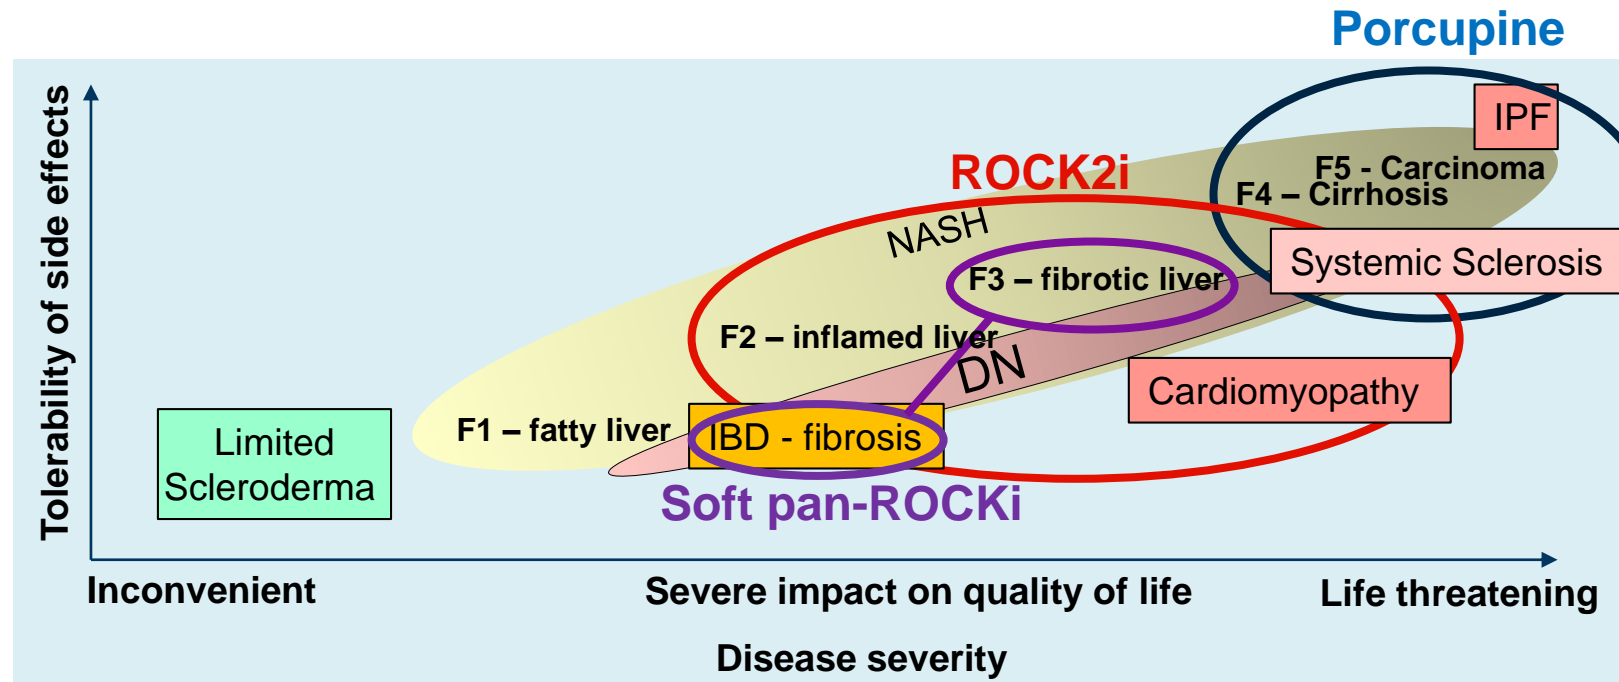 Porcupine
Tolerability of side effects
IPF
ROCK2i
F5 - Carcinoma
F4 – Cirrhosis
NASH
Systemic Sclerosis
F3 – fibrotic liver
F2 – inflamed liver
DN
Cardiomyopathy
F1 – fatty liver
IBD - fibrosis
Limited
Scleroderma
Soft pan-ROCKi
Inconvenient
Severe impact on quality of life
Life threatening
Disease severity